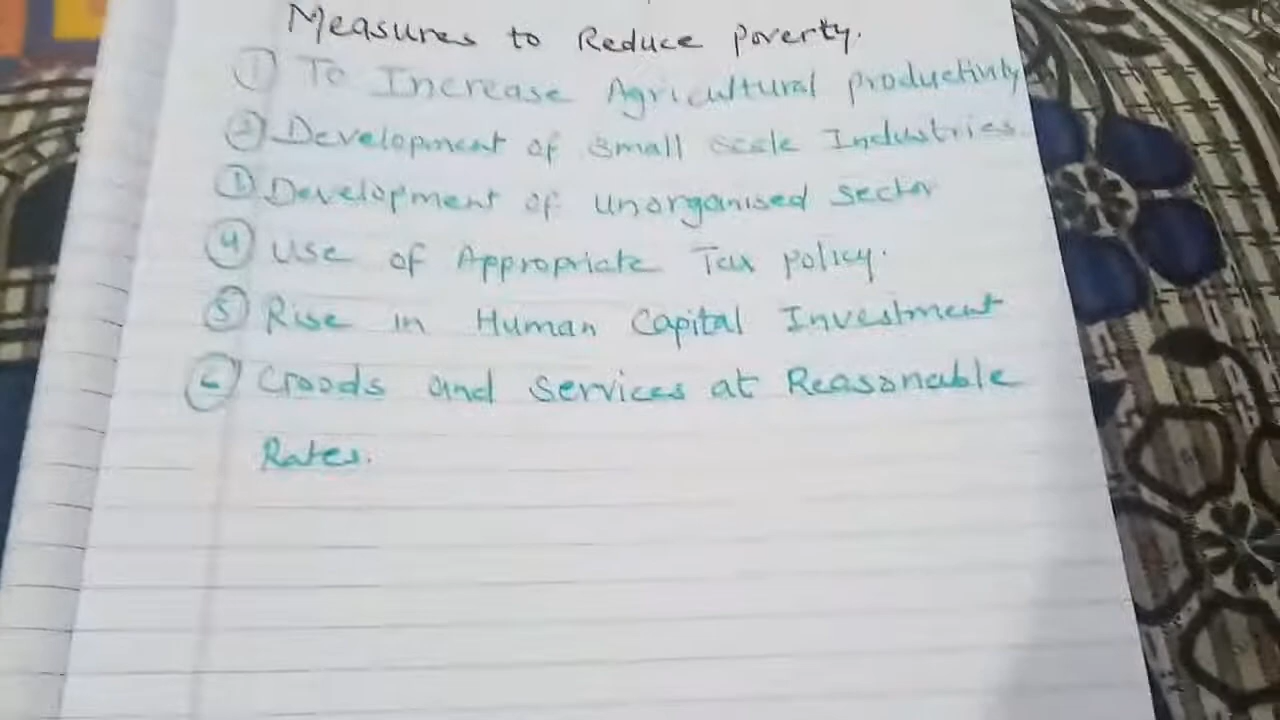 Measures to Reduce poverty.
① To Increase Agricultural productivity
② Development of small scale Industries
③ Development of unorganised sector
④ Use of Appropriate Tax policy.
⑤ Rise in Human Capital Investment
⑥ Goods and services at Reasonable
Rates.